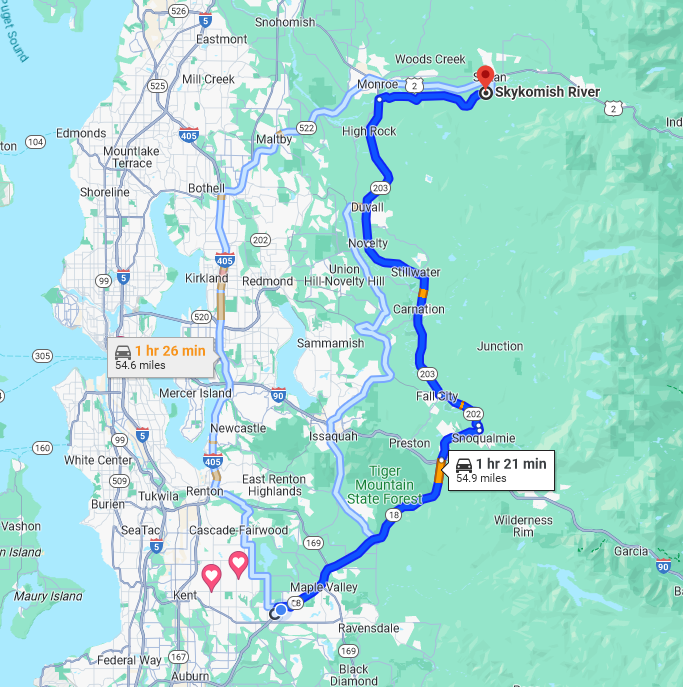 526
5
Snohomish
Puget Sound
Eastmont
Woods Creek
Mill Creek
Monroe
2
Skykomish River
525
2
522
Edmonds
405
Maltby
High Rock
104
Mountlake
Terrace
Shoreline
Bothell
203
Duvall
202
Novelty
405
5
Kirkland
Redmond
Union
Hill-Novelty Hill
Stillwater
99
Carnation
520
Sammamish
Junction
305
1 hr 26 min
54.6 miles
203
Mercer Island
90
Fall City
202
Newcastle
5
99
Issaquah
Preston
Snoqualmie
160
White Center
405
1 hr 21 min
54.9 miles
509
Renton
East Renton
Highlands
Tiger
Mountain
State Forest
Tukwila
Burien
18
Wilderness
Rim
SeaTac
Cascade-Fairwood
5
169
Vashon
Garcia
90
Maple Valley
Kent
Maury Island
Ravensdale
169
Federal Way
167
Black
Diamond
Auburn